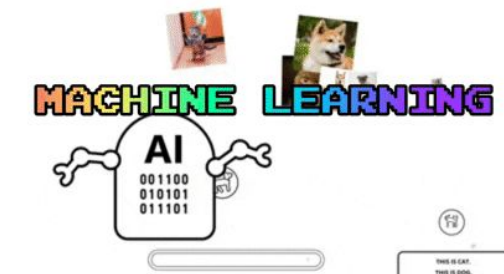 MACHINE LEARNING
AI
001100
010101
011101
THIS IS CAT.
THIS IS DOG.